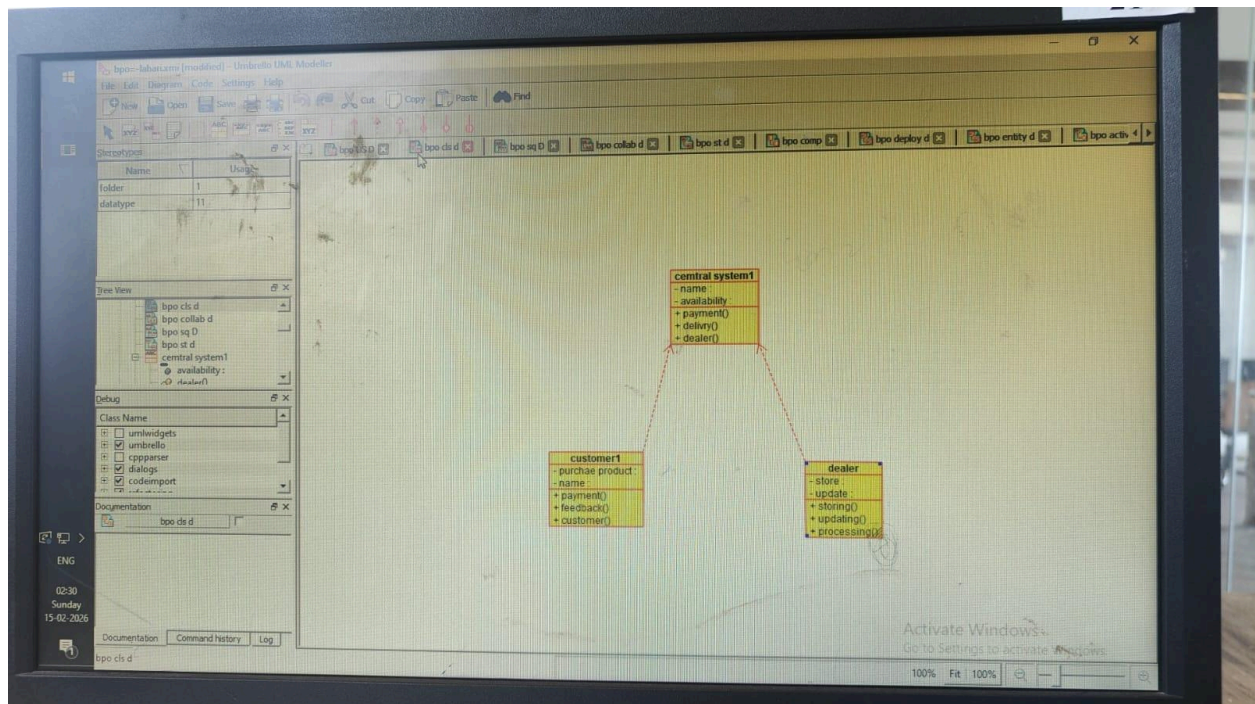 bpo--laban.xmi [modified] - Umbrello UML Modeller
File Edit Diagram Code Settings Help
New Open Save Cut Copy Paste Find
Stereotypes
bpo cls d bpo sq D bpo collab d bpo st d bpo comp bpo deploy d bpo entity d bpo activ
Name Usage
folder 1
datatype 11
Tree View
bpo cls d
bpo collab d
bpo sq D
bpo st d
cemtral system1
availability :
dealer()
Debug
Class Name
umlwidgets
umbrello
cppparser
dialogs
codeimport
Documentation
bpo cls d
cemtral system1
- name :
- availability :
+ payment()
+ delivry()
+ dealer()
customer1
- purchae product :
- name :
+ payment()
+ feedback()
+ customer()
dealer
- store :
- update :
+ storing()
+ updating()
+ processing()
ENG
02:30
Sunday
15-02-2026
Documentation Command history Log
bpo cls d
Activate Windows
Go to Settings to activate Windows.
100% Fit 100%